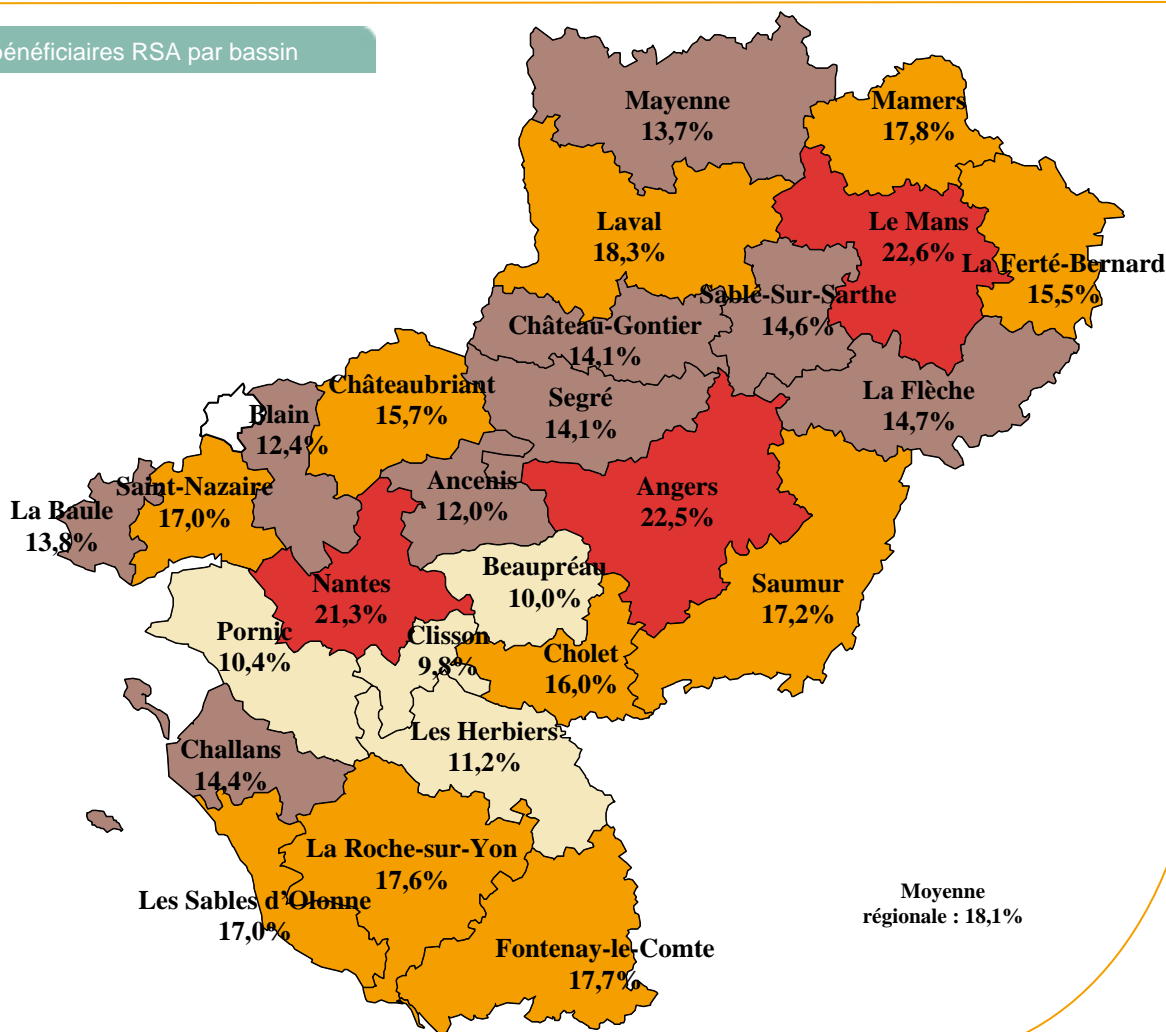 bénéficiaires RSA par bassin
Mayenne
13,7%
Mamers
17,8%
Laval
18,3%
Le Mans
22,6%
La Ferté-Bernard
15,5%
Sablé-Sur-Sarthe
14,6%
Château-Gontier
14,1%
Châteaubriant
15,7%
Segré
14,1%
La Flèche
14,7%
Blain
12,4%
Saint-Nazaire
17,0%
La Baule
13,8%
Ancenis
12,0%
Angers
22,5%
Nantes
21,3%
Beaupréau
10,0%
Saumur
17,2%
Pornic
10,4%
Clisson
9,8%
Cholet
16,0%
Challans
14,4%
Les Herbiers
11,2%
La Roche-sur-Yon
17,6%
Les Sables d’Olonne
17,0%
Fontenay-le-Comte
17,7%
Moyenne
régionale : 18,1%